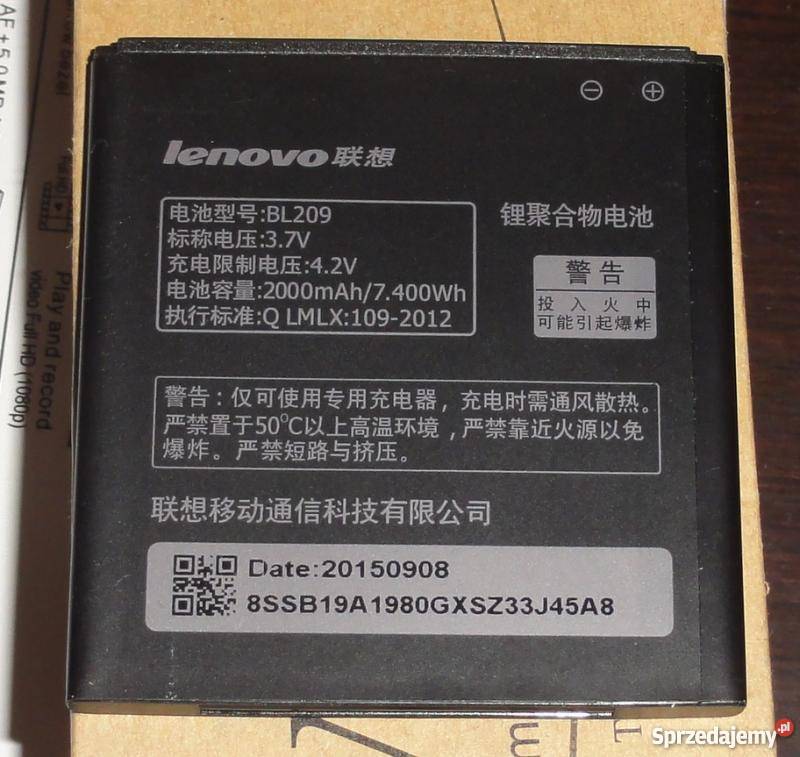 ⊖ ⊕
lenovo 联想
电池型号:BL209
标称电压:3.7V
充电限制电压:4.2V
电池容量:2000mAh/7.400Wh
执行标准:Q LMLX:109-2012
锂聚合物电池
警告
投入火中
可能引起爆炸
警告：仅可使用专用充电器，充电时需通风散热。
严禁置于50℃以上高温环境，严禁靠近火源以免
爆炸。严禁短路与挤压。
联想移动通信科技有限公司
Date:20150908
8SSB19A1980GXSZ33J45A8
Play and record
video Full HD (1080p)
Sprzedajemy.pl